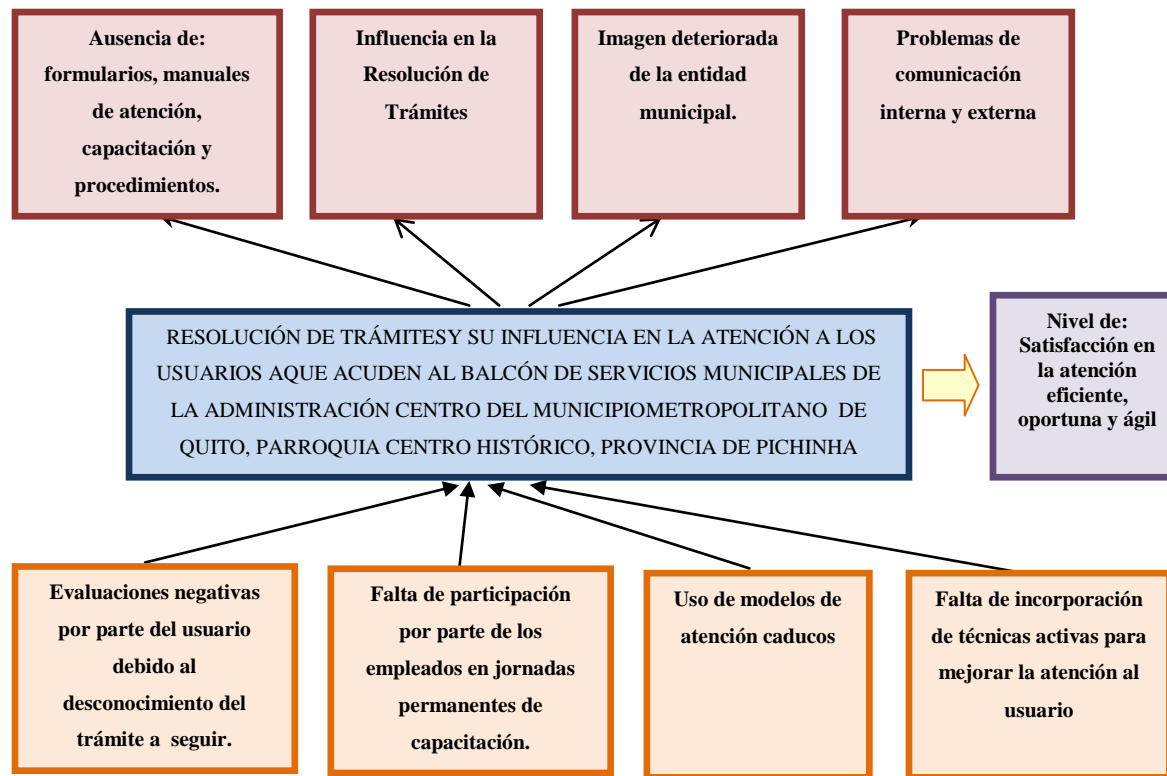 Ausencia de:
formularios, manuales
de atención,
capacitación y
procedimientos.
Influencia en la
Resolución de
Trámites
Imagen deteriorada
de la entidad
municipal.
Problemas de
comunicación
interna y externa
RESOLUCIÓN DE TRÁMITESY SU INFLUENCIA EN LA ATENCIÓN A LOS
USUARIOS AQUE ACUDEN AL BALCÓN DE SERVICIOS MUNICIPALES DE
LA ADMINISTRACIÓN CENTRO DEL MUNICIPIOMETROPOLITANO DE
QUITO, PARROQUIA CENTRO HISTÓRICO, PROVINCIA DE PICHINHA
Nivel de:
Satisfacción en
la atención
eficiente,
oportuna y ágil
Evaluaciones negativas
por parte del usuario
debido al
desconocimiento del
trámite a seguir.
Falta de participación
por parte de los
empleados en jornadas
permanentes de
capacitación.
Uso de modelos de
atención caducos
Falta de incorporación
de técnicas activas para
mejorar la atención al
usuario